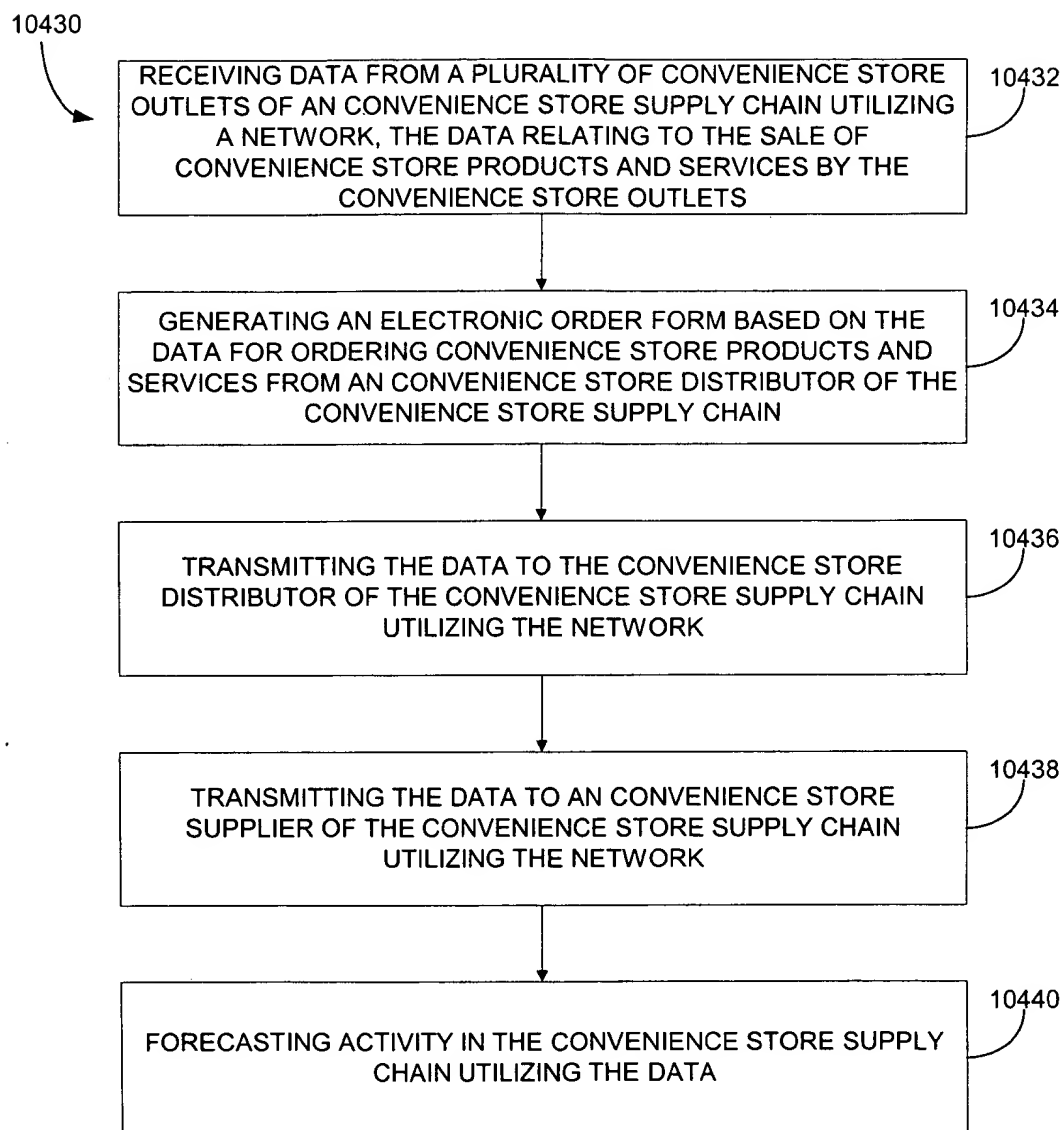 10430
RECEIVING DATA FROM A PLURALITY OF CONVENIENCE STORE
OUTLETS OF AN CONVENIENCE STORE SUPPLY CHAIN UTILIZING
A NETWORK, THE DATA RELATING TO THE SALE OF
CONVENIENCE STORE PRODUCTS AND SERVICES BY THE
CONVENIENCE STORE OUTLETS
10432
GENERATING AN ELECTRONIC ORDER FORM BASED ON THE
DATA FOR ORDERING CONVENIENCE STORE PRODUCTS AND
SERVICES FROM AN CONVENIENCE STORE DISTRIBUTOR OF THE
CONVENIENCE STORE SUPPLY CHAIN
10434
TRANSMITTING THE DATA TO THE CONVENIENCE STORE
DISTRIBUTOR OF THE CONVENIENCE STORE SUPPLY CHAIN
UTILIZING THE NETWORK
10436
TRANSMITTING THE DATA TO AN CONVENIENCE STORE
SUPPLIER OF THE CONVENIENCE STORE SUPPLY CHAIN
UTILIZING THE NETWORK
10438
FORECASTING ACTIVITY IN THE CONVENIENCE STORE SUPPLY
CHAIN UTILIZING THE DATA
10440